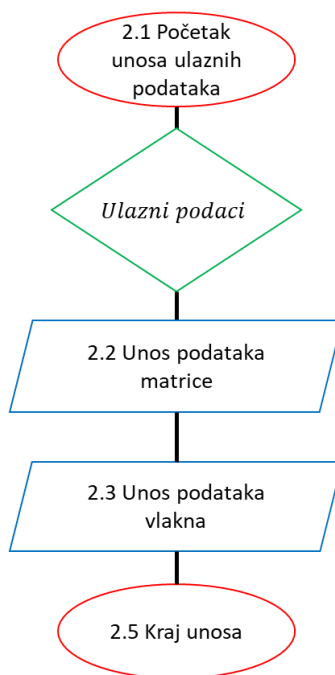 2.1 Početak
unosa ulaznih
podataka
Ulazni podaci
2.2 Unos podataka
matrice
2.3 Unos podataka
vlakna
2.5 Kraj unosa